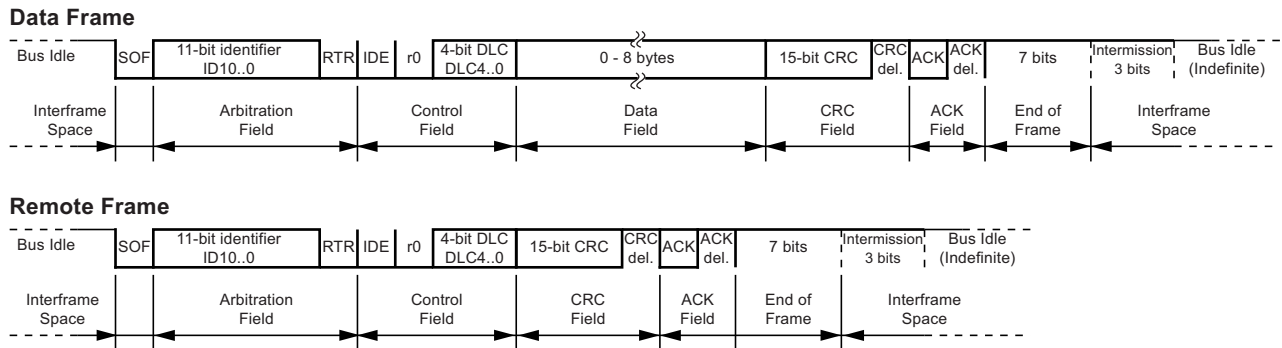 Data Frame
Bus Idle SOF 11-bit identifier ID10..0 RTR IDE r0 4-bit DLC DLC4..0 0 - 8 bytes 15-bit CRC CRC del. ACK ACK del. 7 bits Intermission 3 bits Bus Idle (Indefinite)
Interframe Space Arbitration Field Control Field Data Field CRC Field ACK Field End of Frame Interframe Space
Remote Frame
Bus Idle SOF 11-bit identifier ID10..0 RTR IDE r0 4-bit DLC DLC4..0 15-bit CRC CRC del. ACK ACK del. 7 bits Intermission 3 bits Bus Idle (Indefinite)
Interframe Space Arbitration Field Control Field CRC Field ACK Field End of Frame Interframe Space